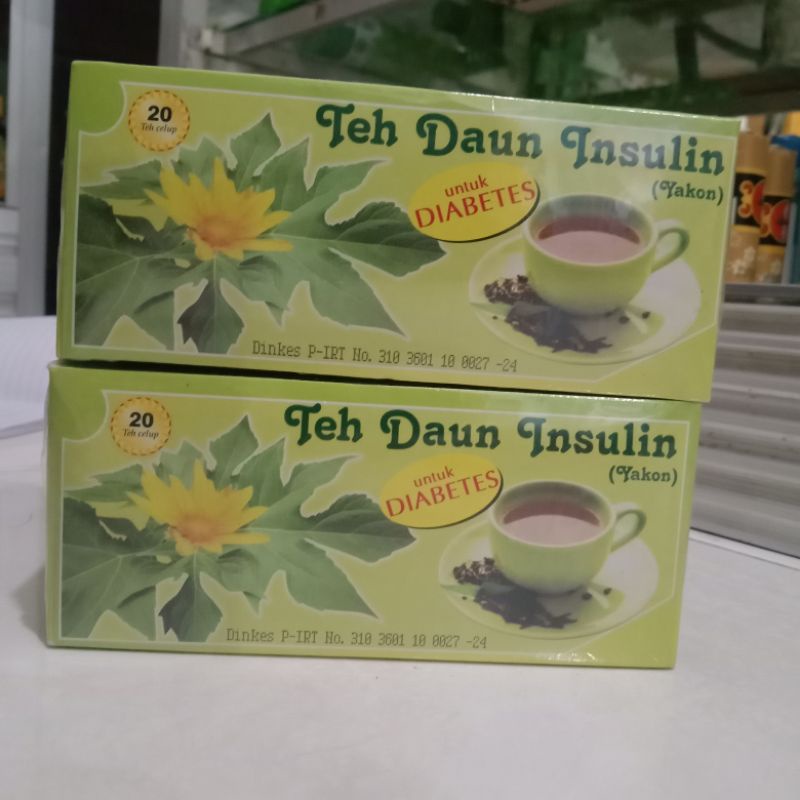 20
Teh celup
Teh Daun Insulin
(Yakon)
untuk
DIABETES
Dinkes P-IRT No. 310 3601 10 0027 -24
20
Teh celup
Teh Daun Insulin
(Yakon)
untuk
DIABETES
Dinkes P-IRT No. 310 3601 10 0027 -24